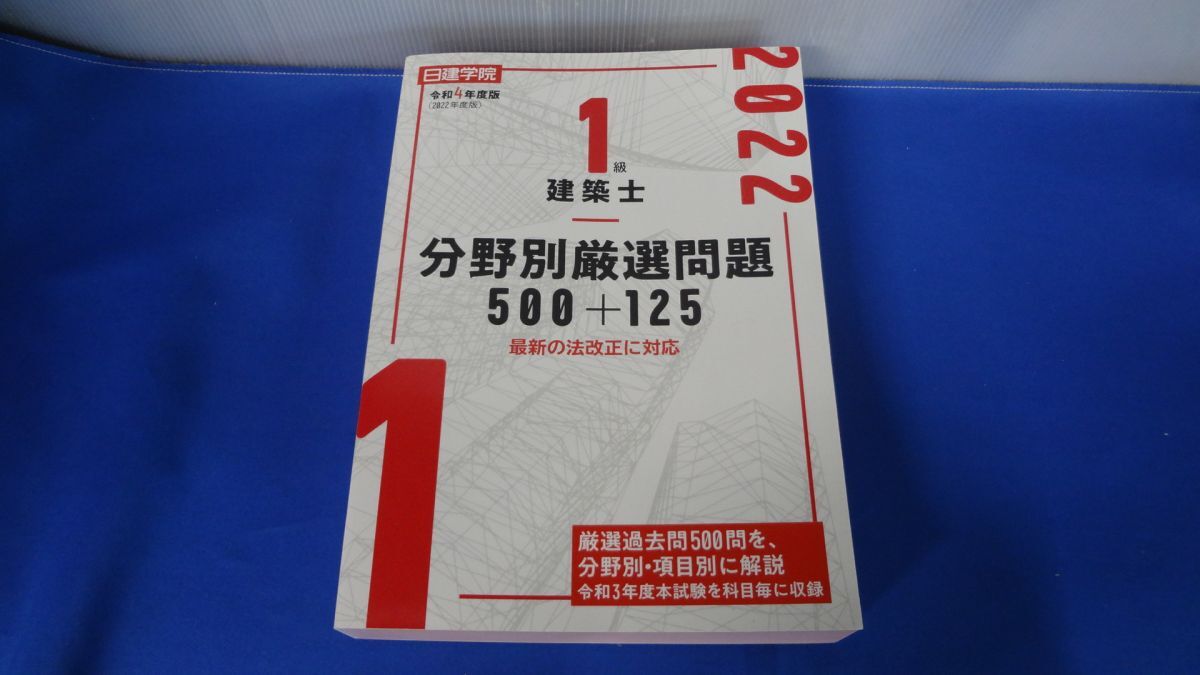 日建学院
令和4年度版
(2022年度版)
2022
1級
建築士
分野別厳選問題
500+125
最新の法改正に対応
1
厳選過去問500問を、
分野別・項目別に解説
令和3年度本試験を科目毎に収録